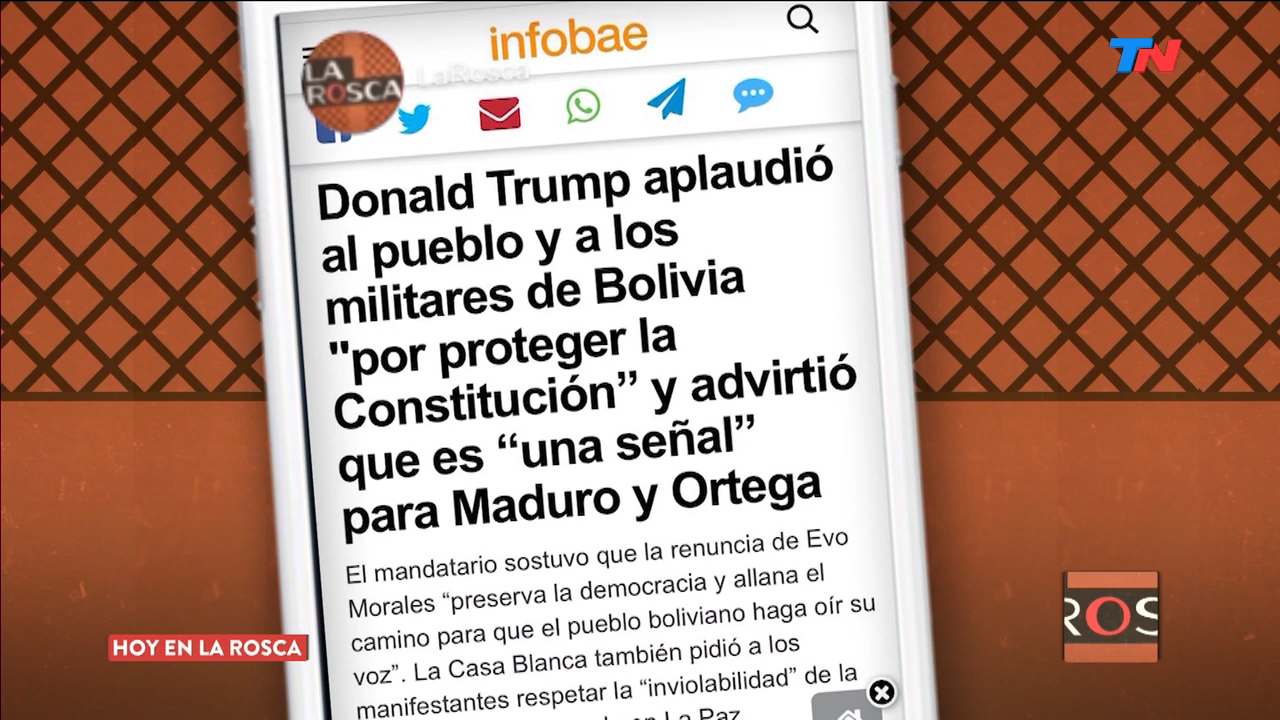 infobae
TN
LA
ROSCA
LaRosca
Donald Trump aplaudió
al pueblo y a los
militares de Bolivia
"por proteger la
Constitución” y advirtió
que es “una señal”
para Maduro y Ortega
El mandatario sostuvo que la renuncia de Evo
Morales “preserva la democracia y allana el
camino para que el pueblo boliviano haga oír su
voz”. La Casa Blanca también pidió a los
manifestantes respetar la “inviolabilidad” de la
en La Paz
HOY EN LA ROSCA
ROS